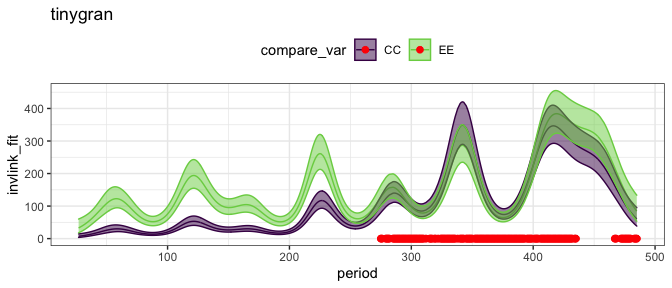 tinygran
compare_var CC EE
invlink_fit
400
300
200
100
0
100 200 300 400 500
period